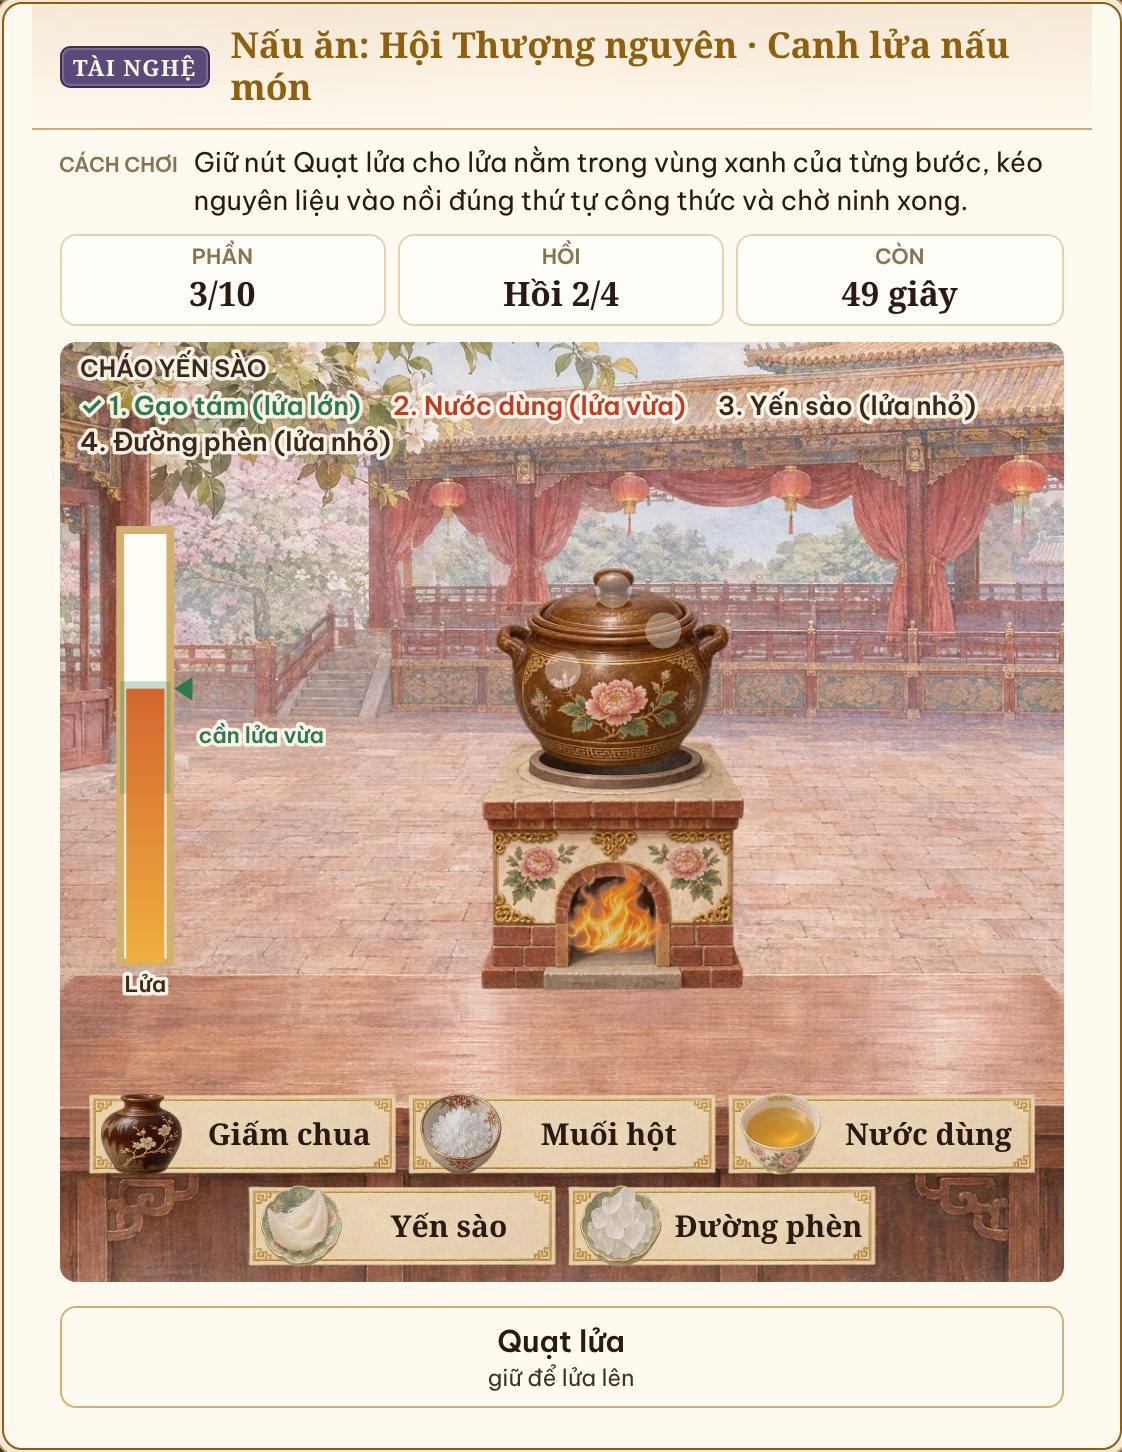 TÀI NGHỆ
Nấu ăn: Hội Thượng nguyên · Canh lửa nấu
món
CÁCH CHƠI
Giữ nút Quạt lửa cho lửa nằm trong vùng xanh của từng bước, kéo
nguyên liệu vào nồi đúng thứ tự công thức và chờ ninh xong.
PHẦN
3/10
HỒI
Hồi 2/4
CÒN
49 giây
CHÁO YẾN SÀO
✓ 1. Gạo tám (lửa lớn) 2. Nước dùng (lửa vừa) 3. Yến sào (lửa nhỏ)
4. Đường phèn (lửa nhỏ)
cần lửa vừa
Lửa
Giấm chua
Muối hột
Nước dùng
Yến sào
Đường phèn
Quạt lửa
giữ để lửa lên